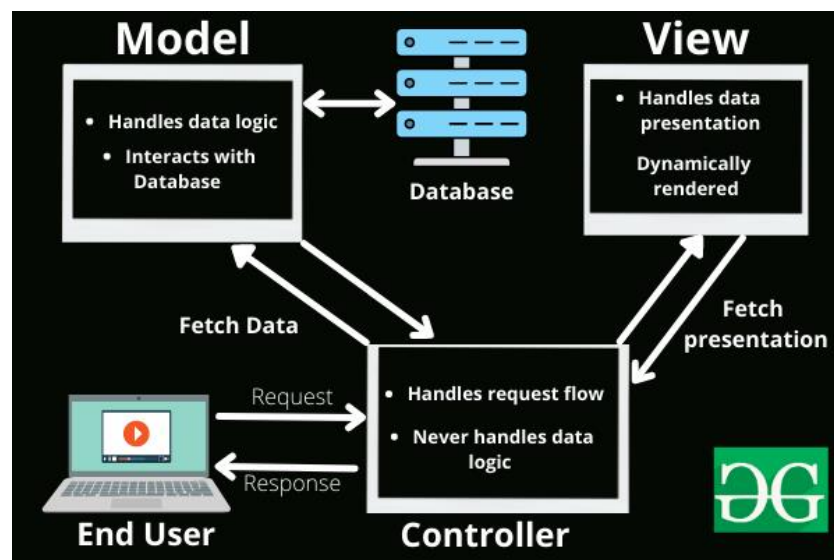 Model
View
• Handles data logic
• Interacts with
Database
Database
• Handles data
presentation
Dynamically
rendered
Fetch Data
Fetch
presentation
Request
Response
• Handles request flow
• Never handles data
logic
End User
Controller
GG